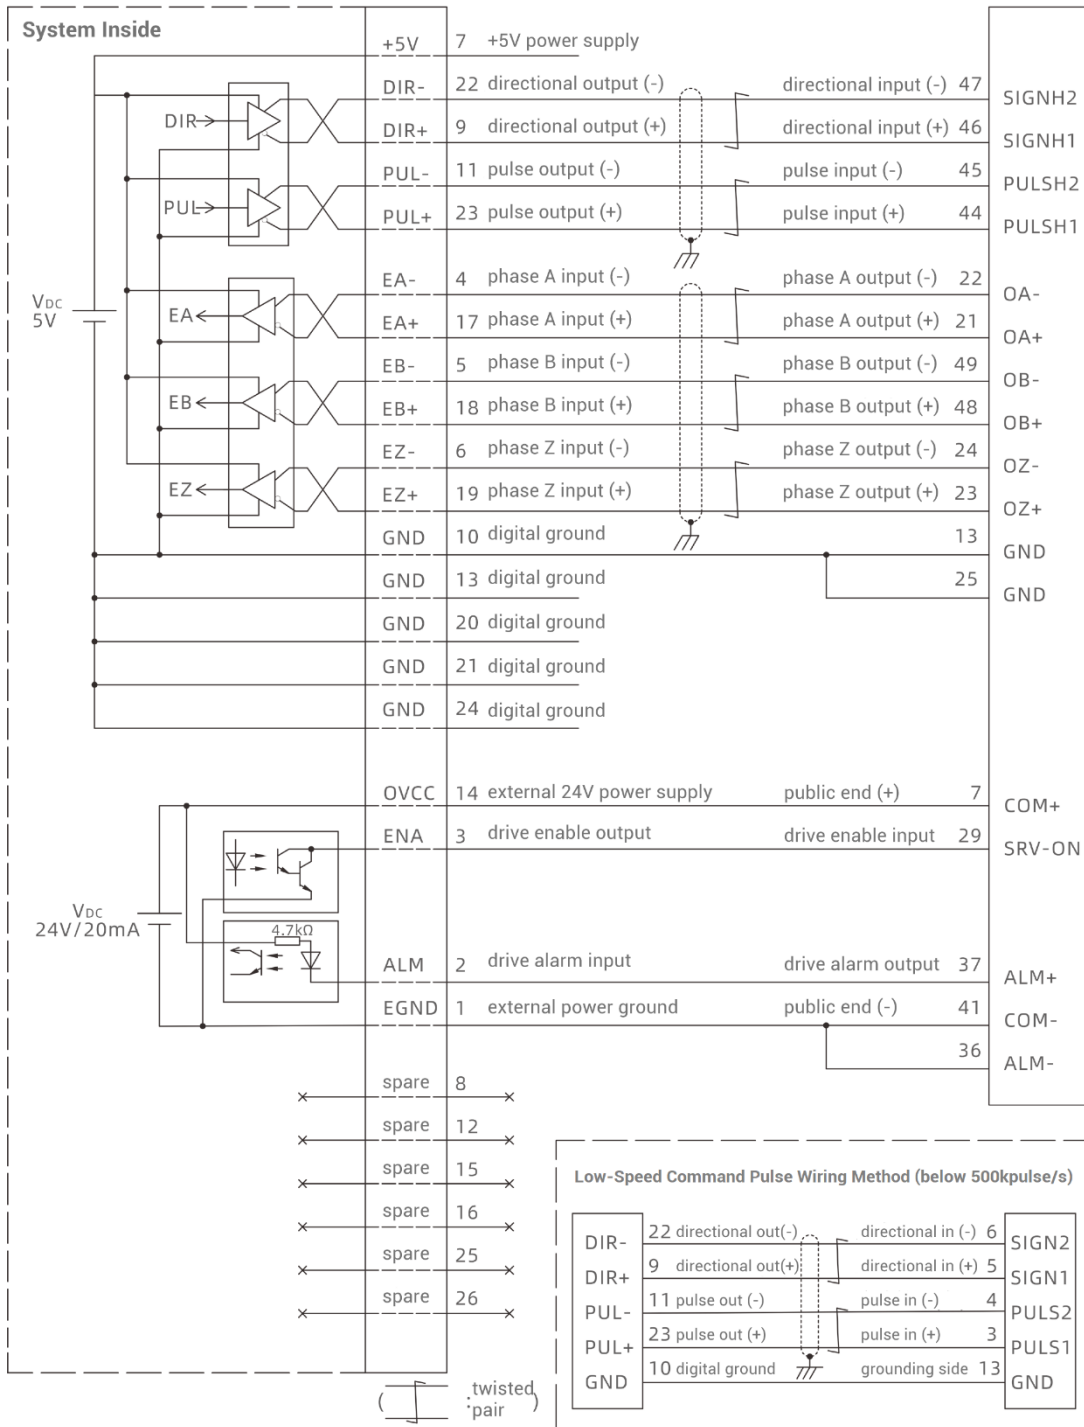 System Inside
+5V 7 +5V power supply
DIR- 22 directional output (-) directional input (-) 47 SIGNH2
DIR
DIR+ 9 directional output (+) directional input (+) 46 SIGNH1
PUL- 11 pulse output (-) pulse input (-) 45 PULSH2
PUL
PUL+ 23 pulse output (+) pulse input (+) 44 PULSH1
EA- 4 phase A input (-) phase A output (-) 22 OA-
VDC
5V
EA
EA+ 17 phase A input (+) phase A output (+) 21 OA+
EB- 5 phase B input (-) phase B output (-) 49 OB-
EB
EB+ 18 phase B input (+) phase B output (+) 48 OB+
EZ- 6 phase Z input (-) phase Z output (-) 24 OZ-
EZ
EZ+ 19 phase Z input (+) phase Z output (+) 23 OZ+
GND 10 digital ground 13 GND
GND 13 digital ground 25 GND
GND 20 digital ground
GND 21 digital ground
GND 24 digital ground
OVCC 14 external 24V power supply public end (+) 7 COM+
ENA 3 drive enable output drive enable input 29 SRV-ON
VDC
24V/20mA
4.7kΩ
ALM 2 drive alarm input drive alarm output 37 ALM+
EGND 1 external power ground public end (-) 41 COM-
36 ALM-
spare 8
spare 12
spare 15
spare 16
spare 25
spare 26
Low-Speed Command Pulse Wiring Method (below 500kpulse/s)
DIR- 22 directional out(-) directional in (-) 6 SIGN2
DIR+ 9 directional out(+) directional in (+) 5 SIGN1
PUL- 11 pulse out (-) pulse in (-) 4 PULS2
PUL+ 23 pulse out (+) pulse in (+) 3 PULS1
GND 10 digital ground grounding side 13 GND
( :twisted )
pair